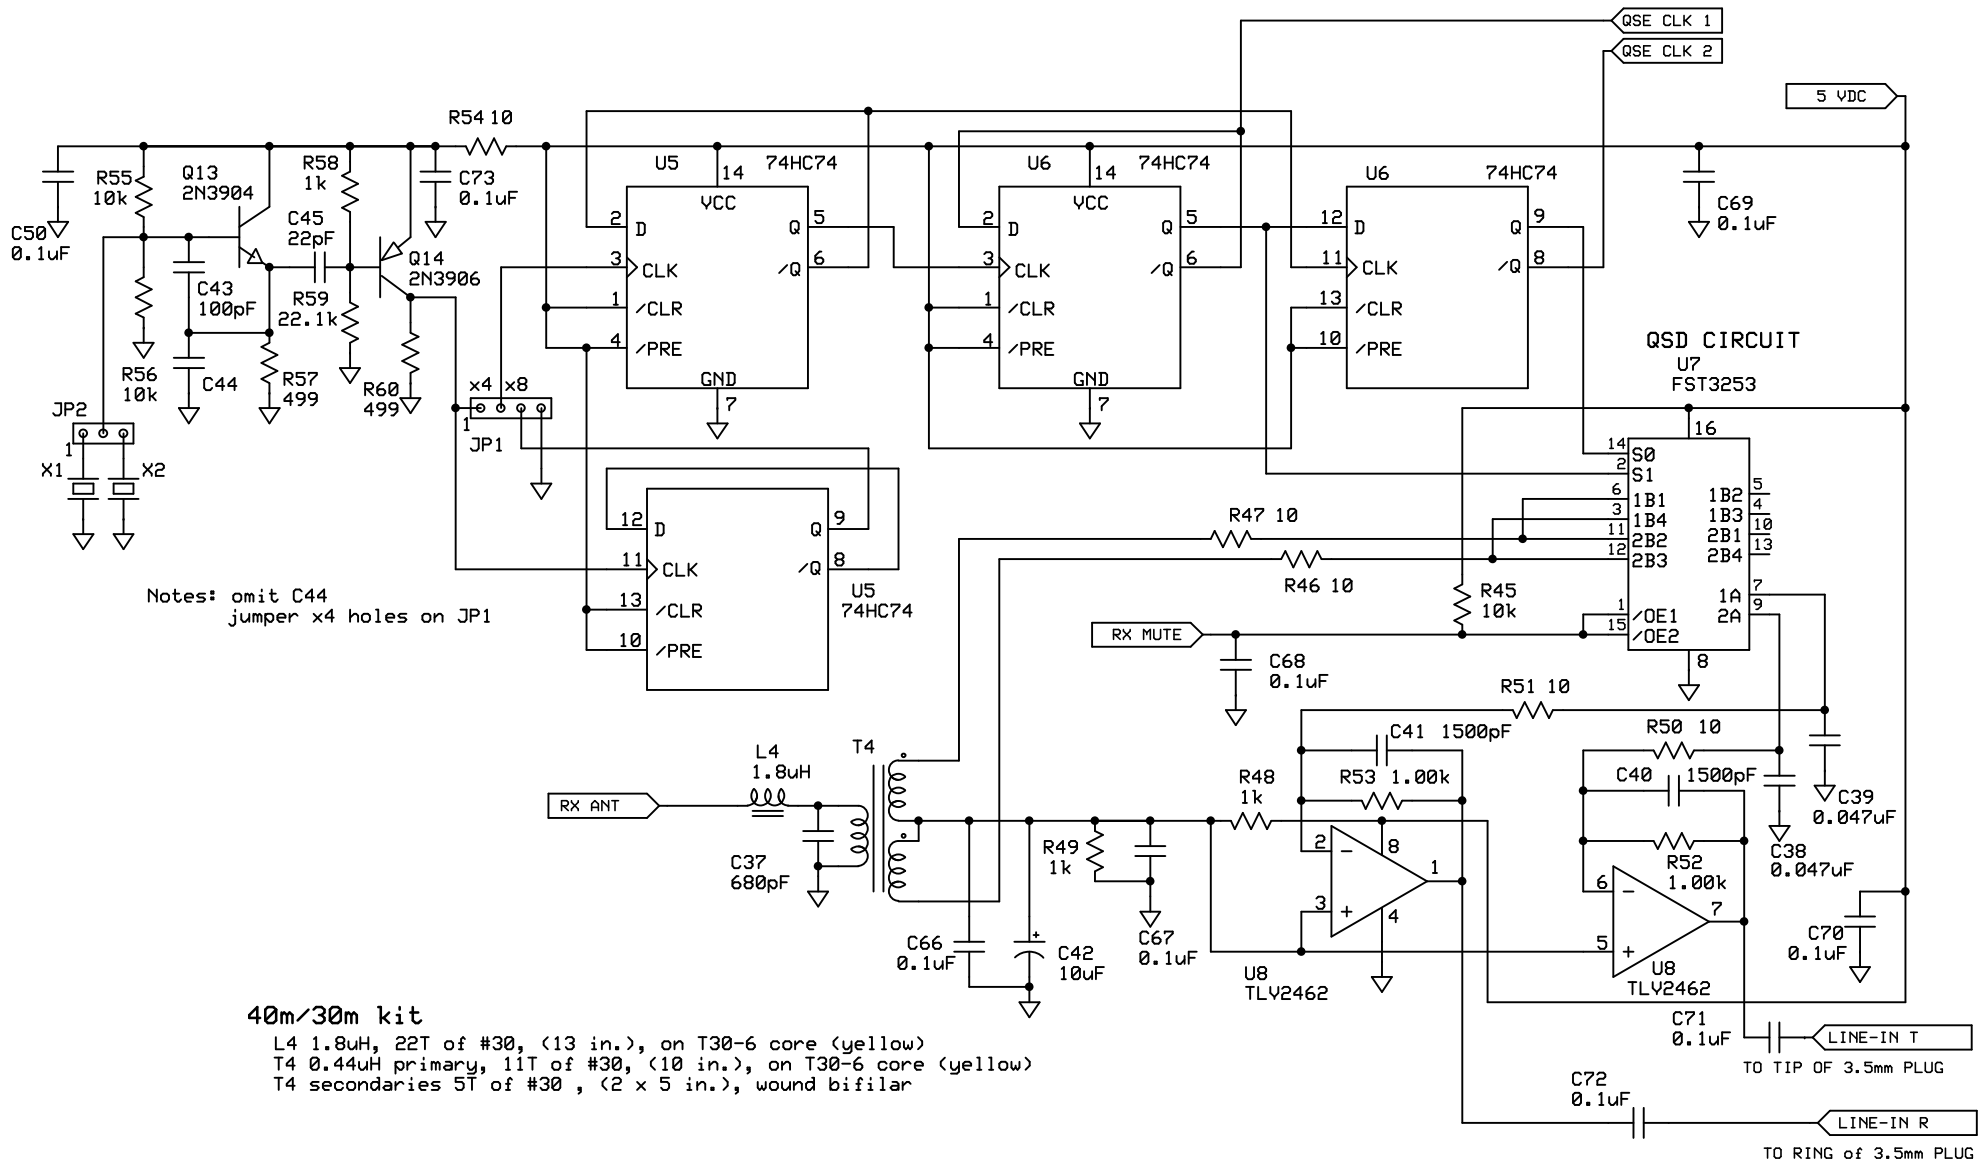 QSE CLK 1
QSE CLK 2
5 VDC
R54 10
U5 74HC74
U6 74HC74
U6 74HC74
R55
10k
Q13
2N3904
R58
1k
C73
0.1uF
C50
0.1uF
C45
22pF
Q14
2N3906
C43
100pF
R59
22.1k
R56
10k
C44
R57
499
R60
499
14
VCC
2 D
Q 5
3 CLK
/Q 6
1 /CLR
4 /PRE
GND
7
14
VCC
2 D
Q 5
3 CLK
/Q 6
1 /CLR
4 /PRE
GND
7
12 D
Q 9
11 CLK
/Q 8
13 /CLR
10 /PRE
C69
0.1uF
x4 x8
1
JP1
JP2
1
X1 X2
12 D
Q 9
11 CLK
/Q 8
13 /CLR
10 /PRE
U5
74HC74
Notes: omit C44
jumper x4 holes on JP1
QSD CIRCUIT
U7
FST3253
16
14 S0
2 S1
6 1B1
3 1B4
11 2B2
12 2B3
1 /OE1
15 /OE2
1B2 5
1B3 4
2B1 10
2B4 13
1A 7
2A 9
8
R47 10
R46 10
R45
10k
RX MUTE
C68
0.1uF
R51 10
C41 1500pF
R50 10
C40 1500pF
R53 1.00k
R48
1k
C39
0.047uF
C38
0.047uF
R52
1.00k
L4
1.8uH
T4
RX ANT
C37
680pF
R49
1k
C66
0.1uF
+
C42
10uF
C67
0.1uF
2 −
8
1
3 +
4
U8
TLV2462
6 −
7
5 +
U8
TLV2462
C70
0.1uF
C71
0.1uF
LINE-IN T
TO TIP OF 3.5mm PLUG
C72
0.1uF
LINE-IN R
TO RING of 3.5mm PLUG
40m/30m kit
L4 1.8uH, 22T of #30, (13 in.), on T30-6 core (yellow)
T4 0.44uH primary, 11T of #30, (10 in.), on T30-6 core (yellow)
T4 secondaries 5T of #30 , (2 x 5 in.), wound bifilar